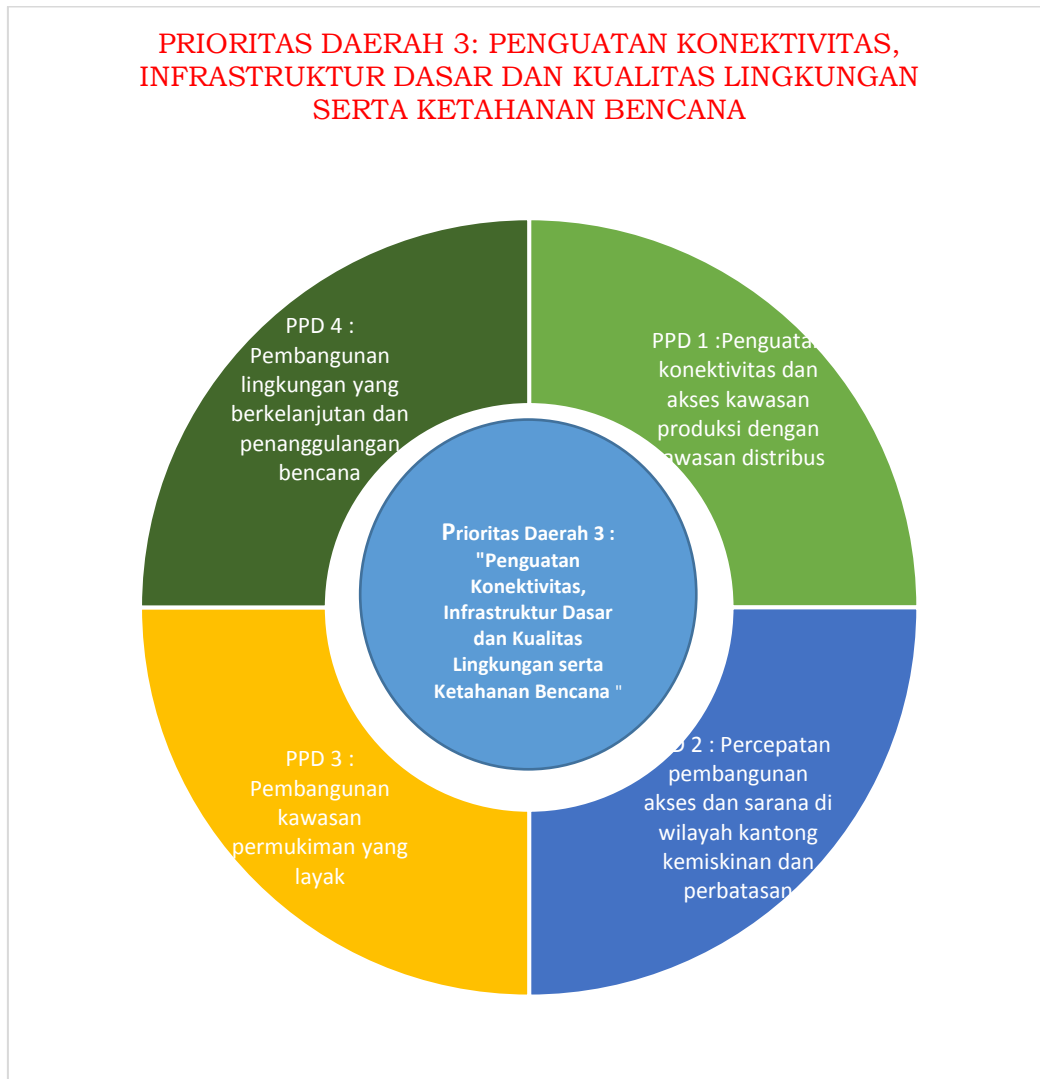 PRIORITAS DAERAH 3: PENGUATAN KONEKTIVITAS,
INFRASTRUKTUR DASAR DAN KUALITAS LINGKUNGAN
SERTA KETAHANAN BENCANA
PPD 4 :
Pembangunan
lingkungan yang
berkelanjutan dan
penanggulangan
bencana
PPD 1 :Penguata
konektivitas dan
akses kawasan
produksi dengan
awasan distribus
Prioritas Daerah 3 :
"Penguatan
Konektivitas,
Infrastruktur Dasar
dan Kualitas
Lingkungan serta
Ketahanan Bencana "
PPD 3 :
Pembangunan
kawasan
permukiman yang
layak
D 2 : Percepatan
pembangunan
akses dan sarana di
wilayah kantong
kemiskinan dan
perbatasan